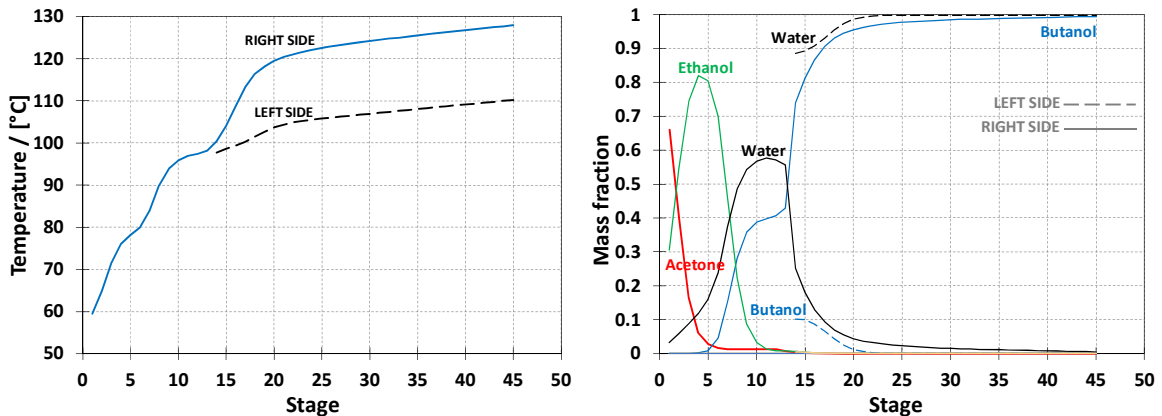 130
120
110
100
90
80
70
60
50
Temperature / [°C]
RIGHT SIDE
LEFT SIDE
0 5 10 15 20 25 30 35 40 45 50
Stage
1
0.9
0.8
0.7
0.6
0.5
0.4
0.3
0.2
0.1
0
Mass fraction
Water
Butanol
Ethanol
LEFT SIDE
RIGHT SIDE
Water
Acetone
Butanol
0 5 10 15 20 25 30 35 40 45 50
Stage